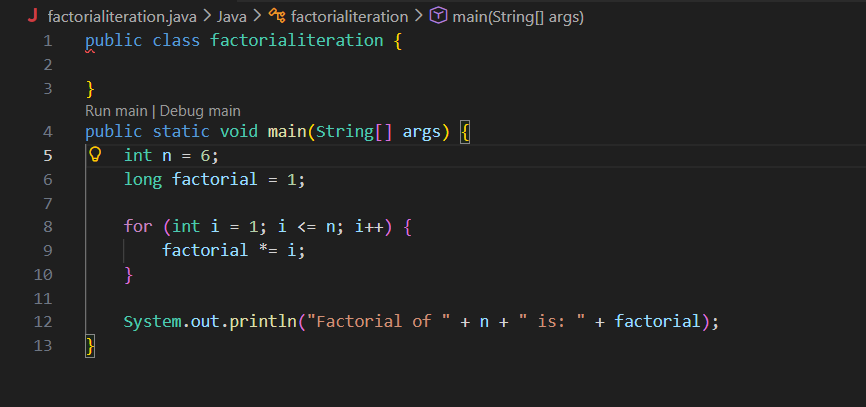 J factorialiteration.java > Java > factorialiteration > main(String[] args)
1 public class factorialiteration {
2
3 }
Run main | Debug main
4 public static void main(String[] args) {
5 int n = 6;
6 long factorial = 1;
7
8 for (int i = 1; i <= n; i++) {
9 factorial *= i;
10 }
11
12 System.out.println("Factorial of " + n + " is: " + factorial);
13 }